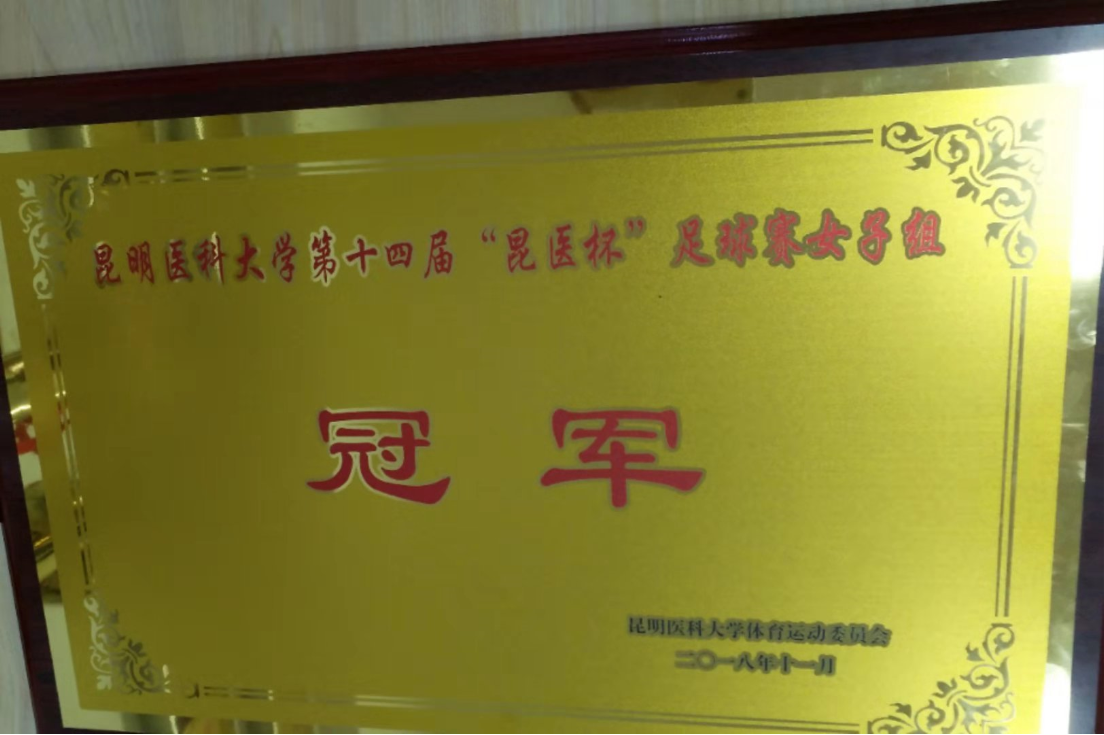 昆明医科大学第十四届“昆医杯”足球赛女子组
冠军
昆明医科大学体育运动委员会
二〇一八年十一月